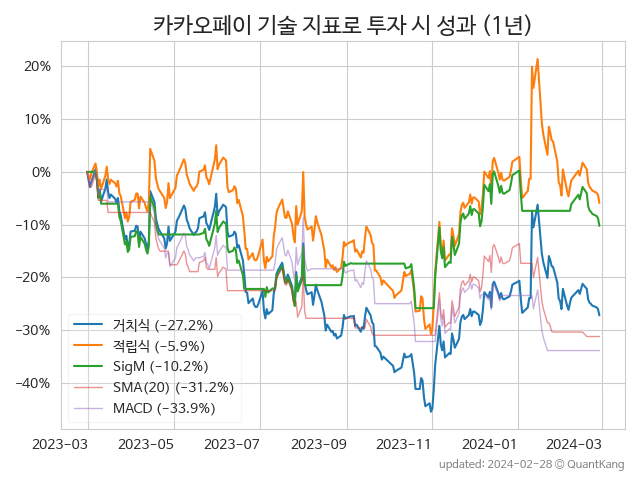 카카오페이 기술 지표로 투자 시 성과 (1년)
20%
10%
0%
−10%
−20%
−30%
−40%
거치식 (−27.2%)
적립식 (−5.9%)
SigM (−10.2%)
SMA(20) (−31.2%)
MACD (−33.9%)
2023-03
2023-05
2023-07
2023-09
2023-11
2024-01
2024-03
updated: 2024-02-28 © QuantKang